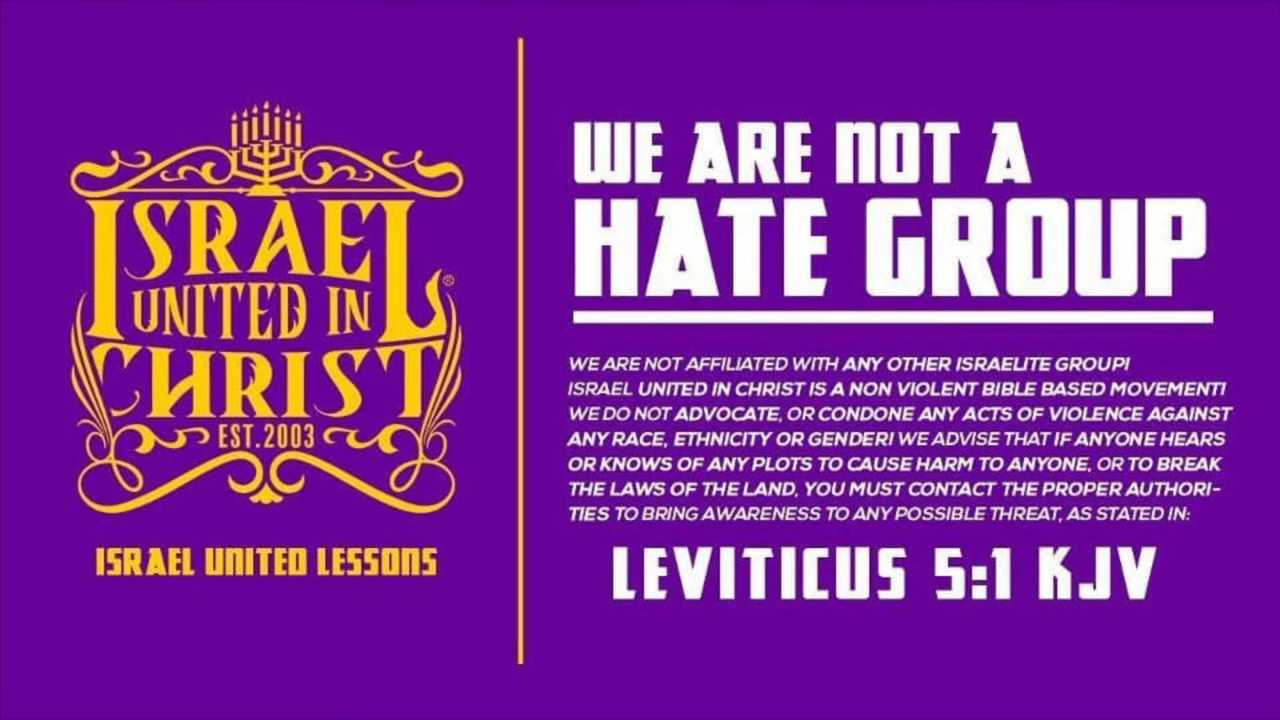 ISRAEL
UNITED IN
CHRIST
EST.2003
ISRAEL UNITED LESSONS
WE ARE NOT A
HATE GROUP
WE ARE NOT AFFILIATED WITH ANY OTHER ISRAELITE GROUP!
ISRAEL UNITED IN CHRIST IS A NON VIOLENT BIBLE BASED MOVEMENT!
WE DO NOT ADVOCATE, OR CONDONE ANY ACTS OF VIOLENCE AGAINST
ANY RACE, ETHNICITY OR GENDER! WE ADVISE THAT IF ANYONE HEARS
OR KNOWS OF ANY PLOTS TO CAUSE HARM TO ANYONE, OR TO BREAK
THE LAWS OF THE LAND, YOU MUST CONTACT THE PROPER AUTHORI-
TIES TO BRING AWARENESS TO ANY POSSIBLE THREAT, AS STATED IN:
LEVITICUS 5:1 KJV